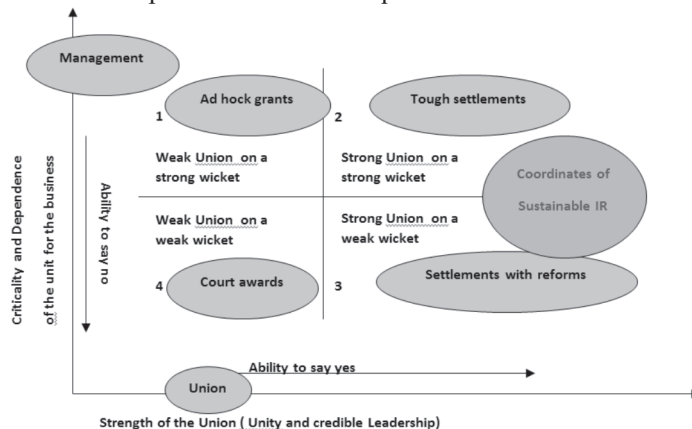 Management
Ad hock grants
Tough settlements
1
2
Weak Union on a
strong wicket
Strong Union on a
strong wicket
Coordinates of
Sustainable IR
Criticality and Dependence
of the unit for the business
Ability to say no
Weak Union on a
weak wicket
Strong Union on a
weak wicket
4
Court awards
3
Settlements with reforms
Ability to say yes
Union
Strength of the Union ( Unity and credible Leadership)